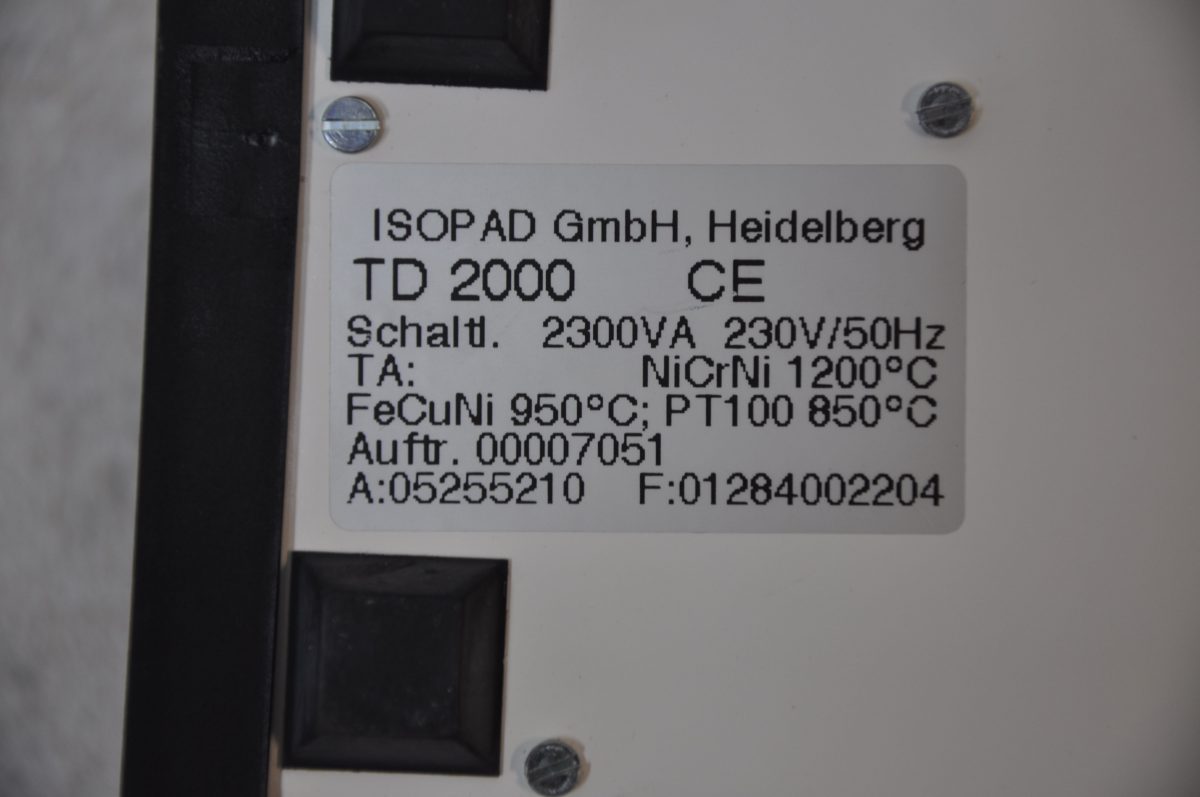 ISOPAD GmbH, Heidelberg
TD 2000 CE
Schaltl. 2300VA 230V/50Hz
TA: NiCrNi 1200°C
FeCuNi 950°C; PT100 850°C
Auftr. 00007051
A:05255210 F:01284002204